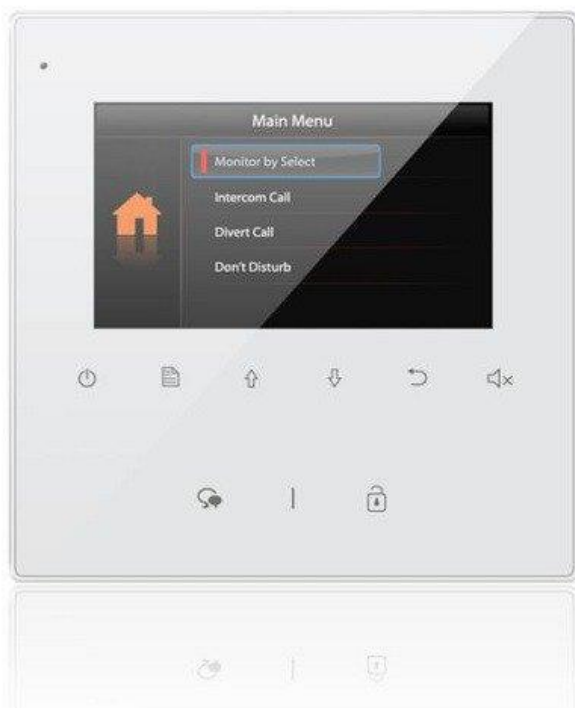 Main Menu
Monitor by Select
Intercom Call
Divert Call
Don't Disturb